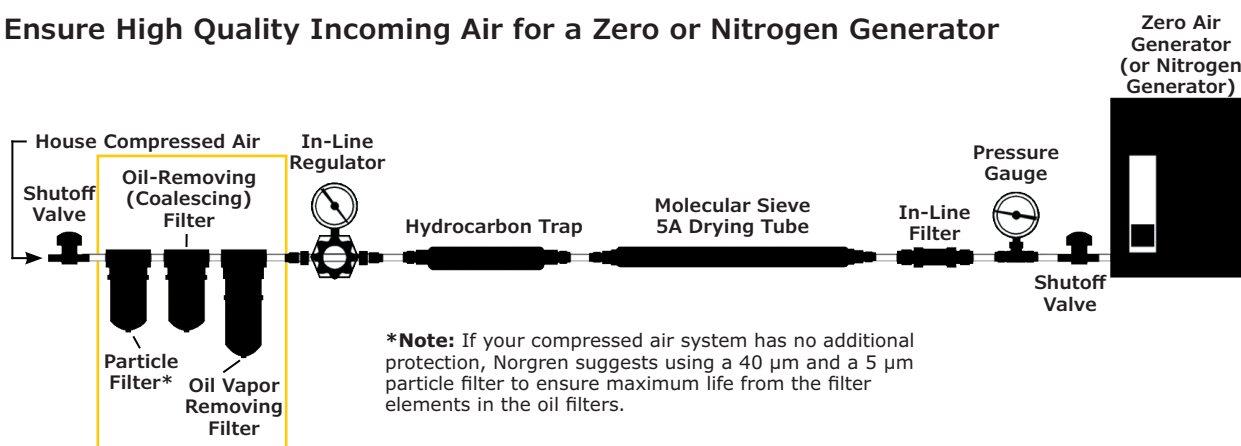 Ensure High Quality Incoming Air for a Zero or Nitrogen Generator
Zero Air
Generator
(or Nitrogen
Generator)
House Compressed Air
Shutoff
Valve
Oil-Removing
(Coalescing)
Filter
In-Line
Regulator
Hydrocarbon Trap
Molecular Sieve
5A Drying Tube
In-Line
Filter
Pressure
Gauge
Shutoff
Valve
Particle
Filter*
Oil Vapor
Removing
Filter
*Note: If your compressed air system has no additional
protection, Norgren suggests using a 40 µm and a 5 µm
particle filter to ensure maximum life from the filter
elements in the oil filters.